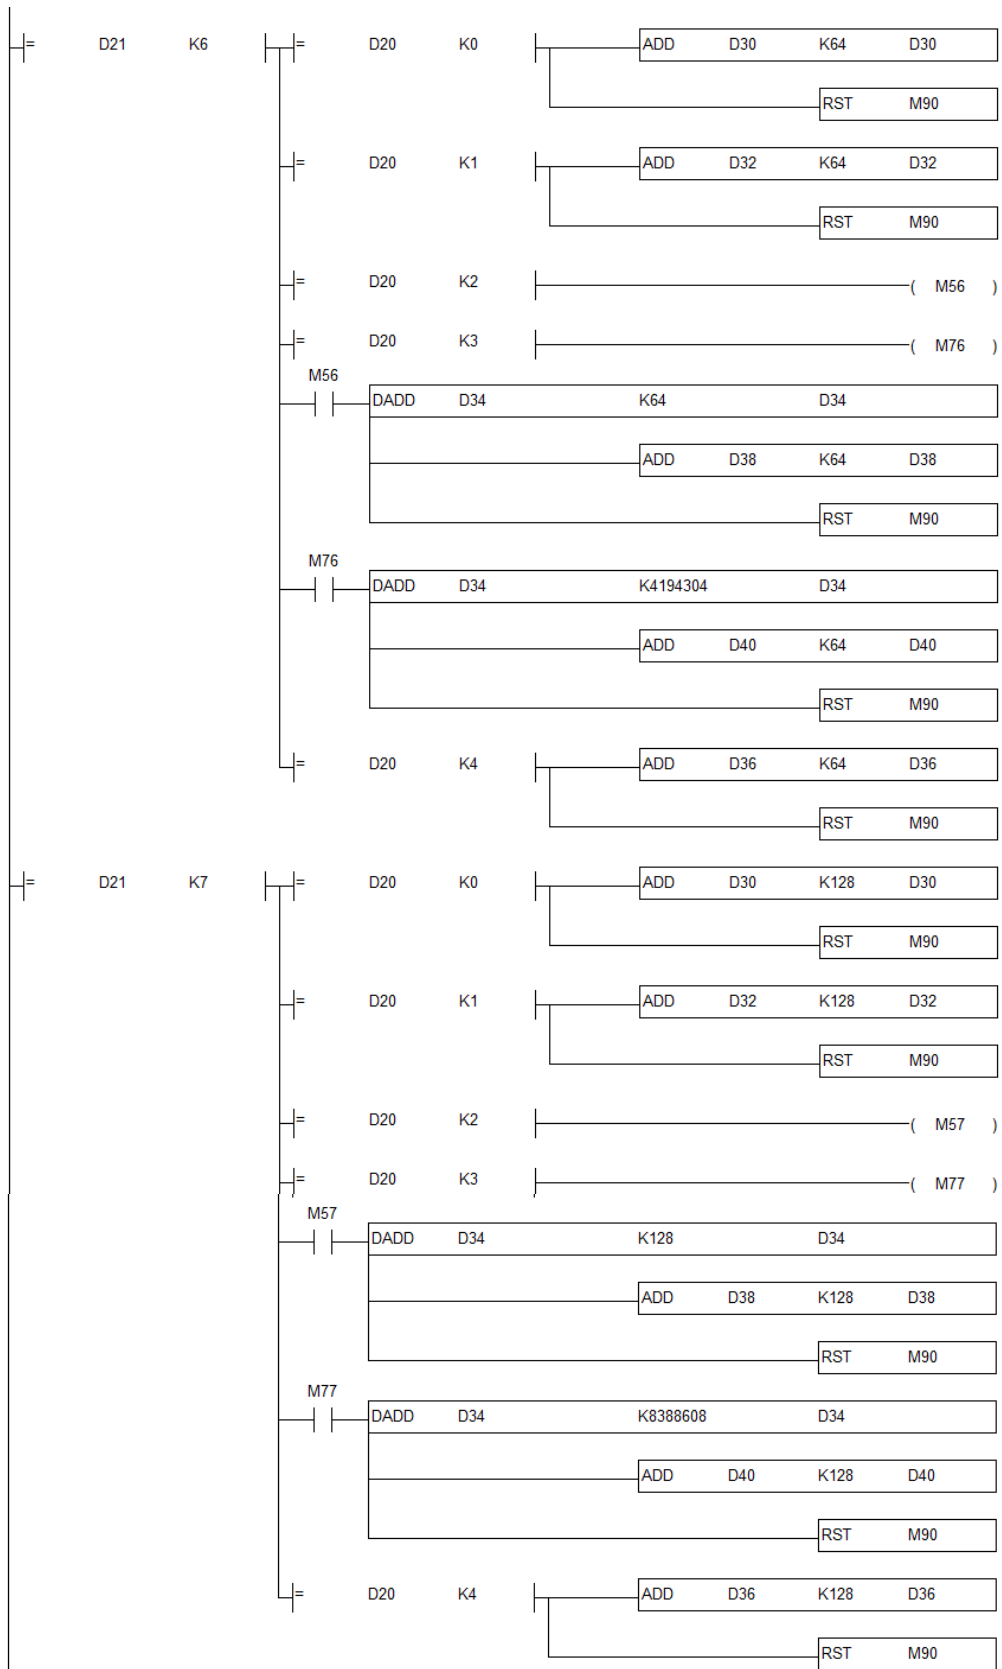 = D21 K6 = D20 K0 ADD D30 K64 D30
RST M90
= D20 K1 ADD D32 K64 D32
RST M90
= D20 K2 ( M56 )
= D20 K3 ( M76 )
M56
DADD D34 K64 D34
ADD D38 K64 D38
RST M90
M76
DADD D34 K4194304 D34
ADD D40 K64 D40
RST M90
= D20 K4 ADD D36 K64 D36
RST M90
= D21 K7 = D20 K0 ADD D30 K128 D30
RST M90
= D20 K1 ADD D32 K128 D32
RST M90
= D20 K2 ( M57 )
= D20 K3 ( M77 )
M57
DADD D34 K128 D34
ADD D38 K128 D38
RST M90
M77
DADD D34 K8388608 D34
ADD D40 K128 D40
RST M90
= D20 K4 ADD D36 K128 D36
RST M90